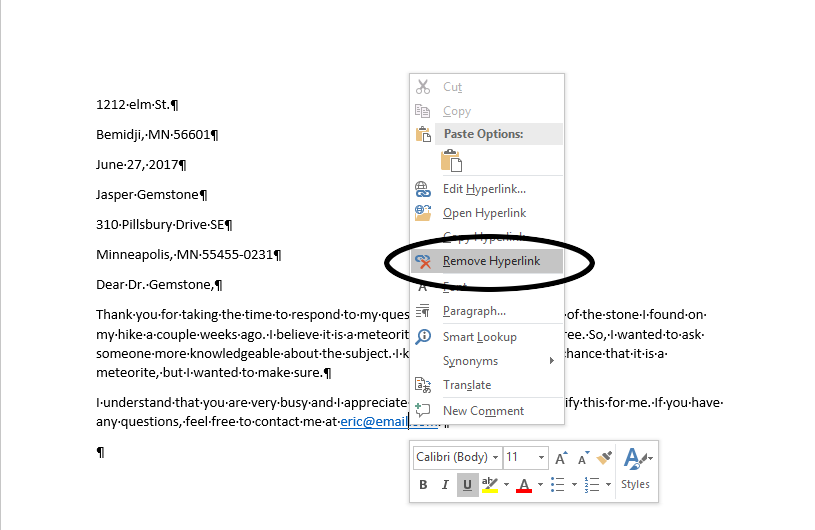 1212 elm St.¶
Bemidji, MN 56601¶
June 27, 2017¶
Jasper Gemstone¶
310 Pillsbury Drive SE¶
Minneapolis, MN 55455-0231¶
Dear Dr. Gemstone,¶
Thank you for taking the time to respond to my ques of the stone I found on
my hike a couple weeks ago. I believe it is a meteorit ree. So, I wanted to ask
someone more knowledgeable about the subject. I k chance that it is a
meteorite, but I wanted to make sure.¶
I understand that you are very busy and I appreciate ify this for me. If you have
any questions, feel free to contact me at eric@email.com. ¶
¶
Cut
Copy
Paste Options:
Edit Hyperlink...
Open Hyperlink
Copy Hyperlink
Remove Hyperlink
Font
Paragraph...
Smart Lookup
Synonyms
Translate
New Comment
Calibri (Body) 11 A A A
B I U ab A Styles